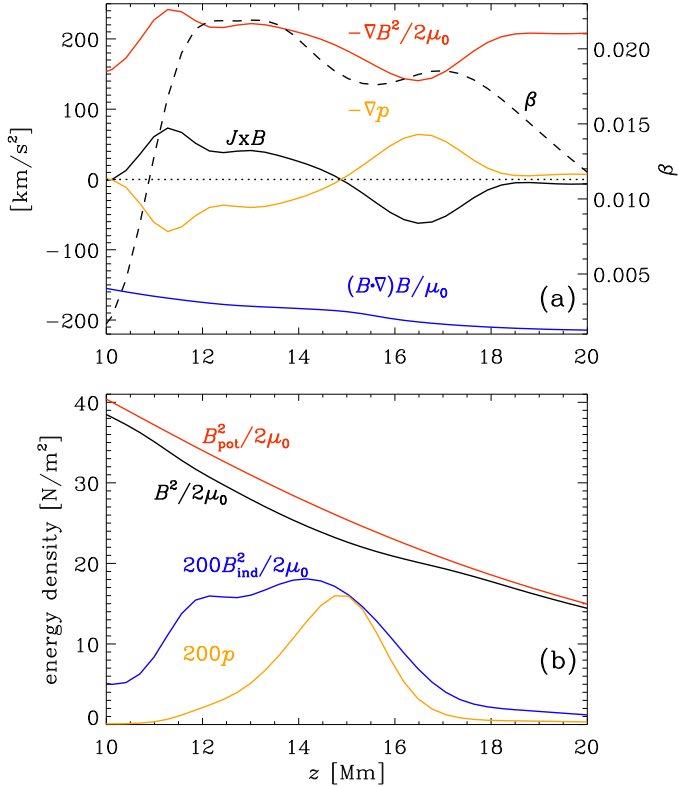 −∇B²/2μ₀
−∇p
β
JxB
(B•∇)B/μ₀
(a)
[km/s²]
200
100
0
−100
−200
β
0.020
0.015
0.010
0.005
10 12 14 16 18 20
B²pot/2μ₀
B²/2μ₀
200B²ind/2μ₀
200p
(b)
energy density [N/m²]
40
30
20
10
0
10 12 14 16 18 20
z [Mm]